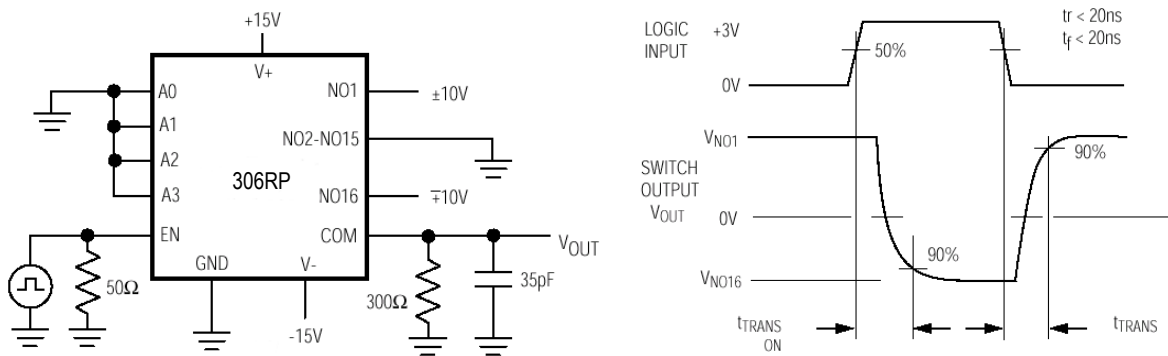 +15V
V+
A0
A1
A2
A3
EN
GND
V-
-15V
306RP
NO1
±10V
NO2-NO15
NO16
∓10V
COM
VOUT
50Ω
300Ω
35pF
LOGIC
INPUT
+3V
0V
50%
tr < 20ns
tf < 20ns
VNO1
SWITCH
OUTPUT
VOUT
0V
90%
90%
VNO16
tTRANS
ON
tTRANS